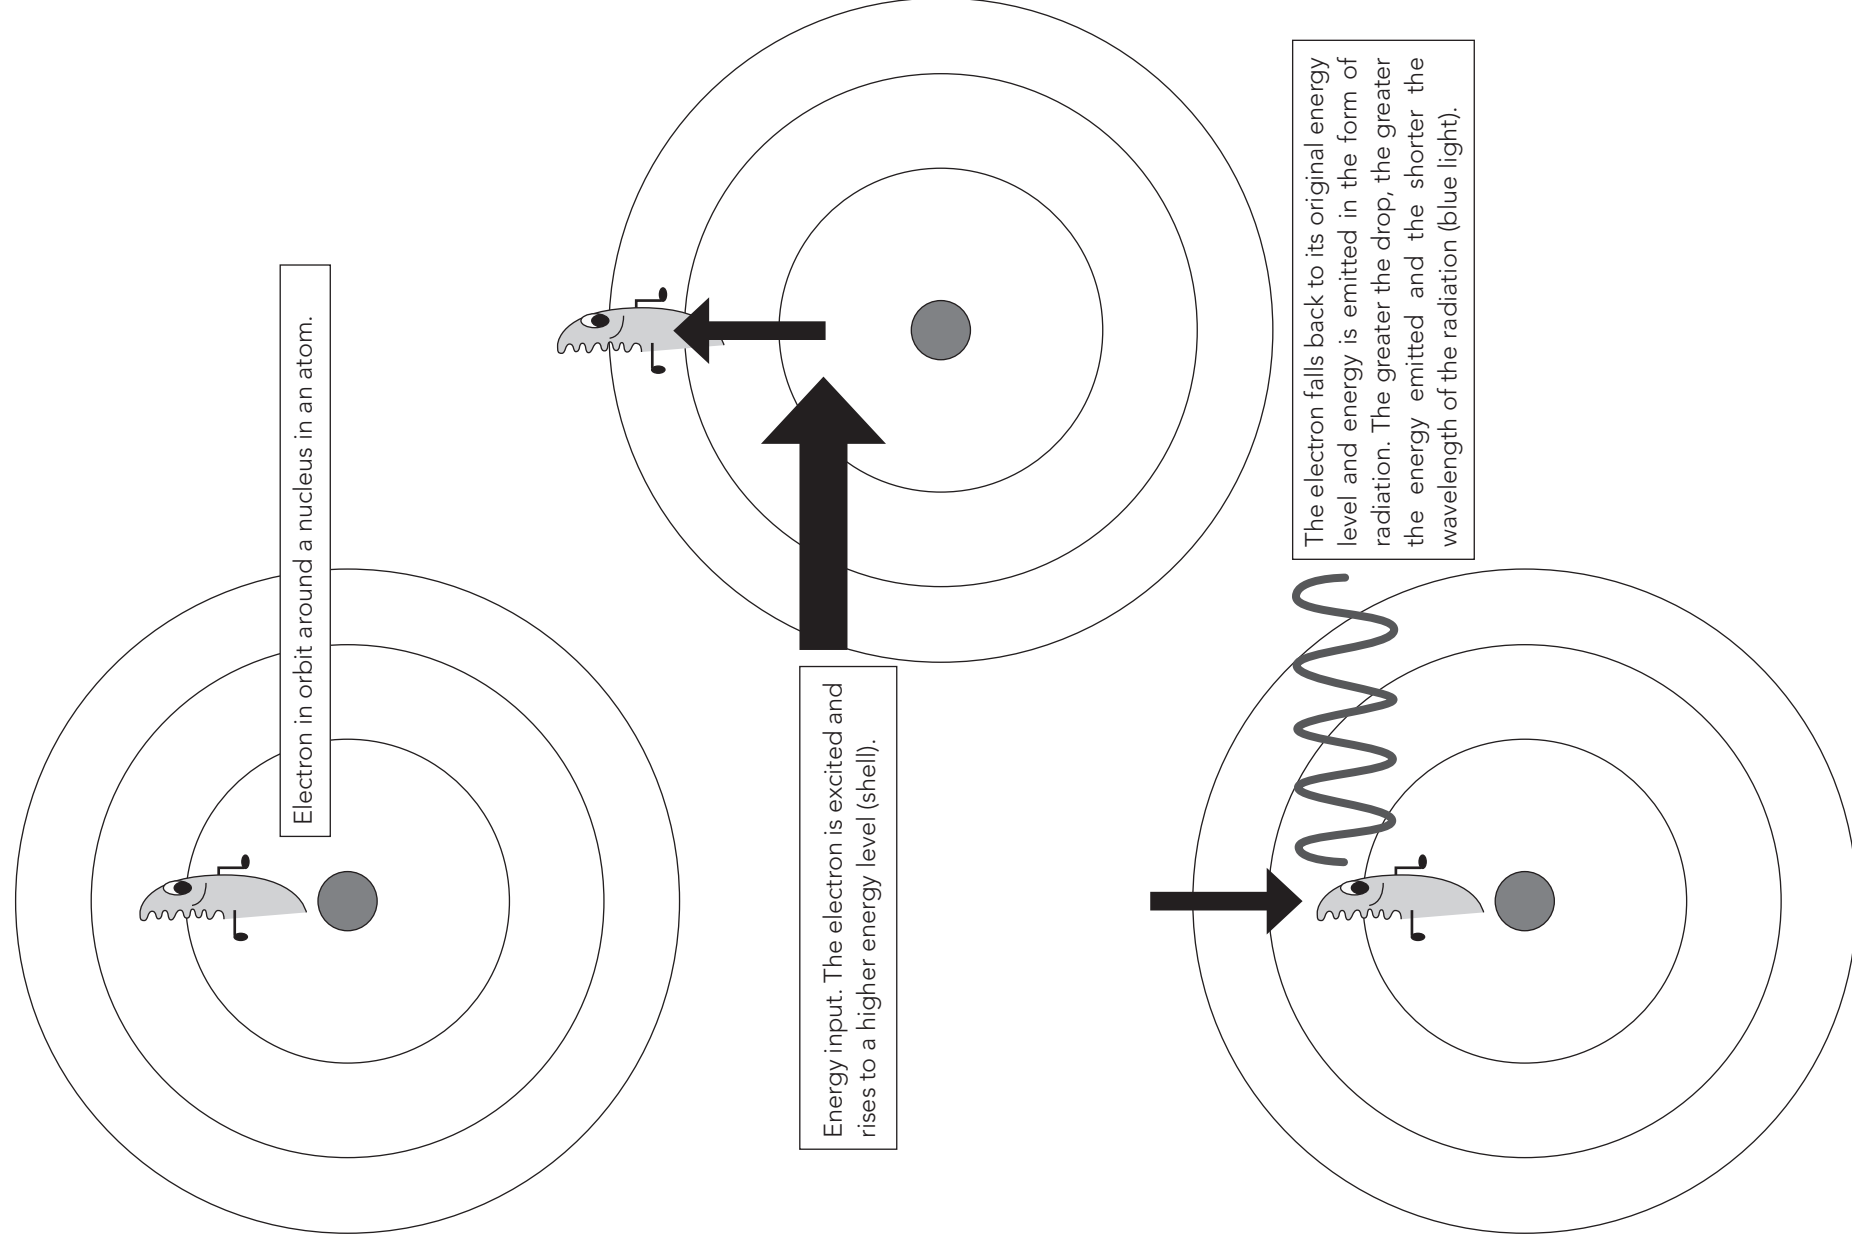 Electron in orbit around a nucleus in an atom.
Energy input. The electron is excited and
rises to a higher energy level (shell).
The electron falls back to its original energy
level and energy is emitted in the form of
radiation. The greater the drop, the greater
the energy emitted and the shorter the
wavelength of the radiation (blue light).